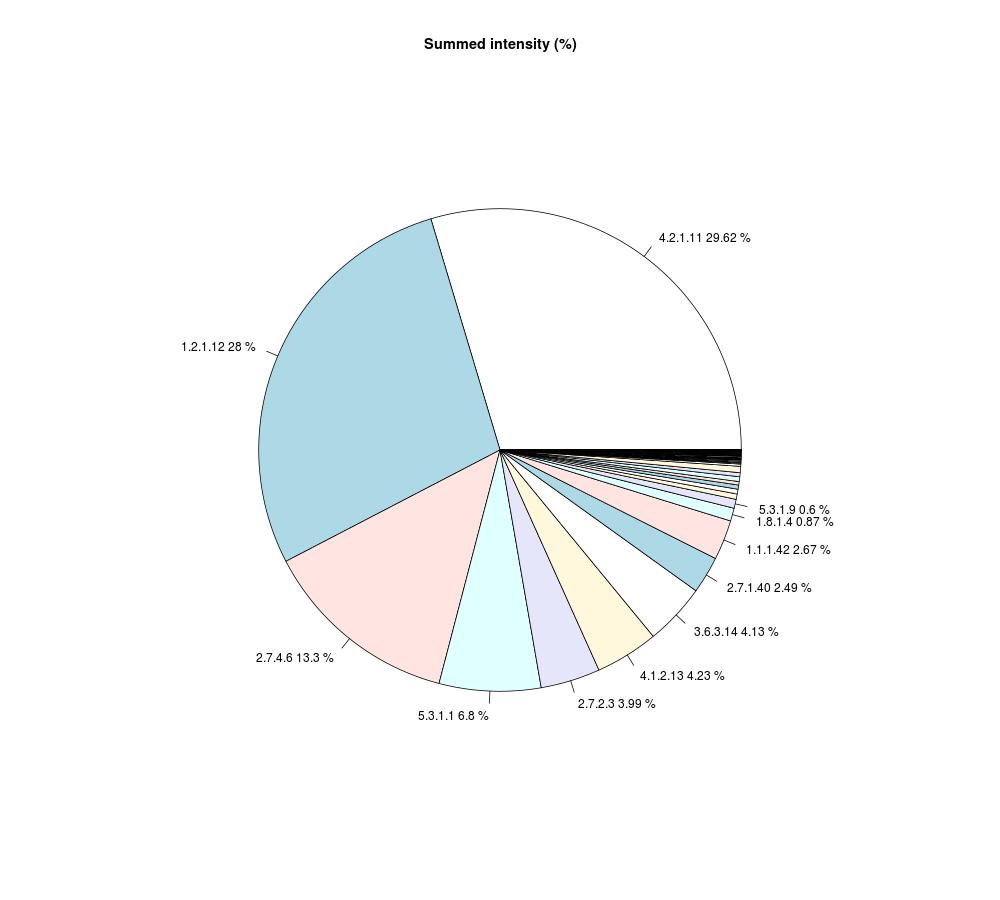 Summed intensity (%)
4.2.1.11 29.62 %
1.2.1.12 28 %
2.7.4.6 13.3 %
5.3.1.1 6.8 %
2.7.2.3 3.99 %
4.1.2.13 4.23 %
3.6.3.14 4.13 %
2.7.1.40 2.49 %
1.1.1.42 2.67 %
1.8.1.4 0.87 %
5.3.1.9 0.6 %